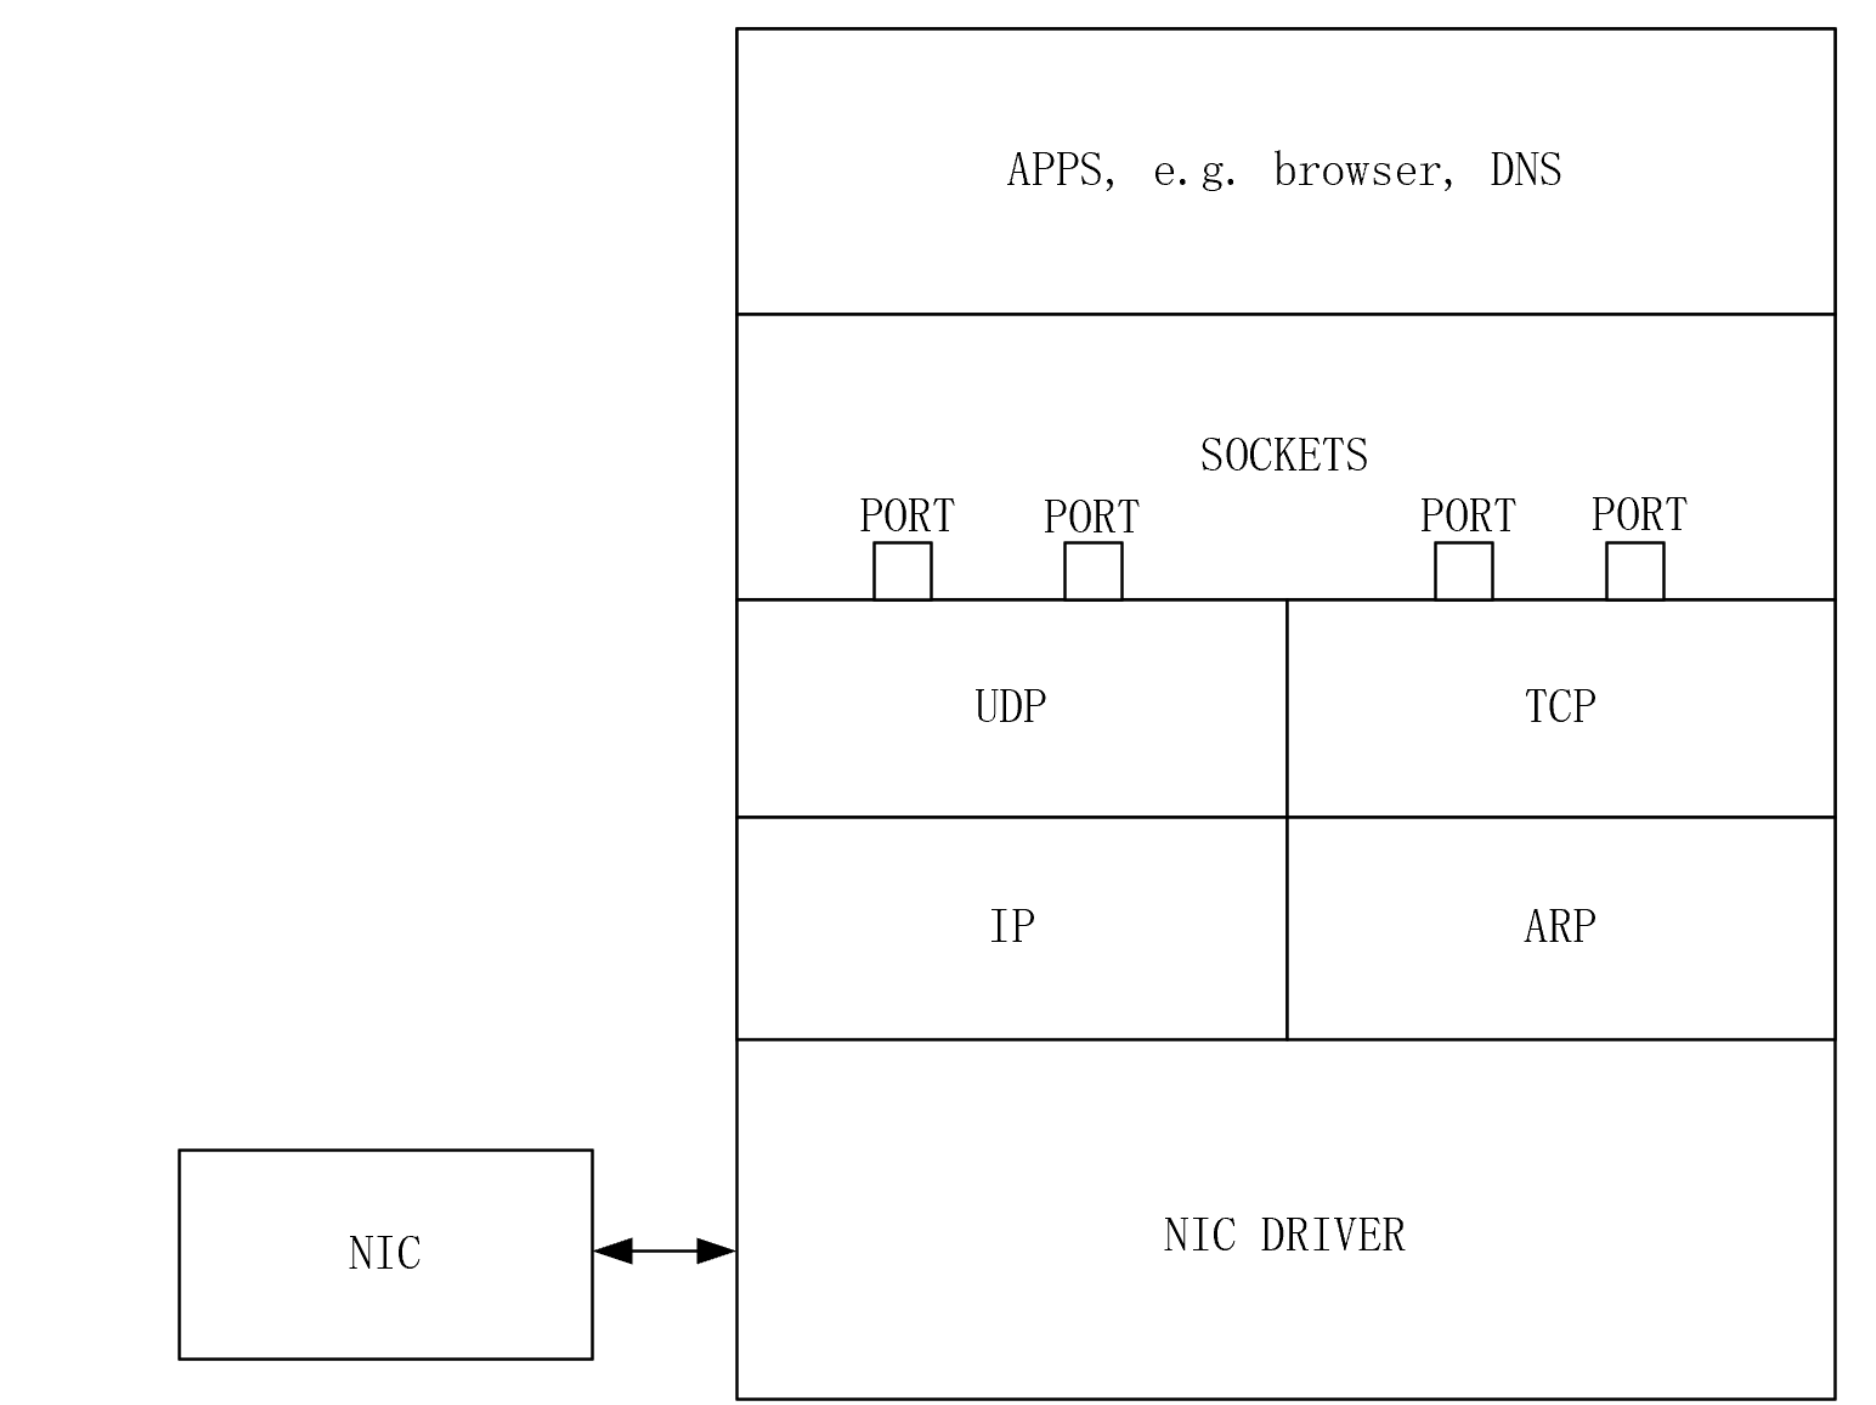 APPS, e.g. browser, DNS
SOCKETS
PORT PORT PORT PORT
UDP TCP
IP ARP
NIC DRIVER
NIC